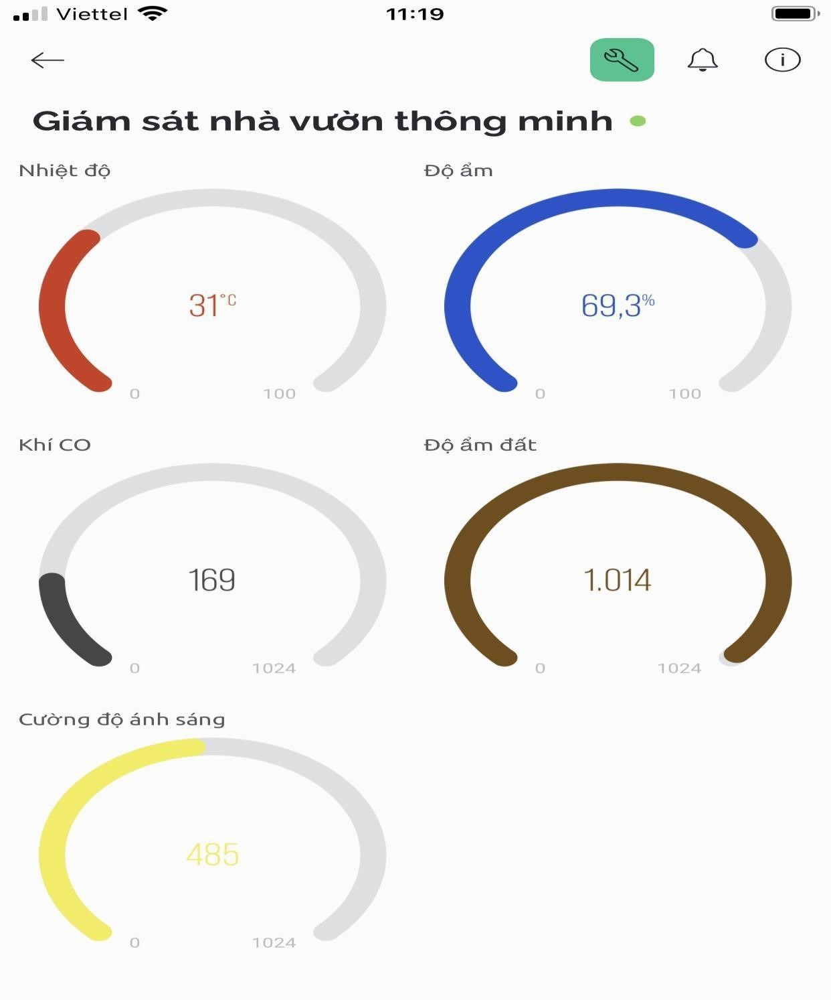 Viettel 11:19
Giám sát nhà vườn thông minh
Nhiệt độ
31°C
0 100
Độ ẩm
69,3%
0 100
Khí CO
169
0 1024
Độ ẩm đất
1.014
0 1024
Cường độ ánh sáng
485
0 1024